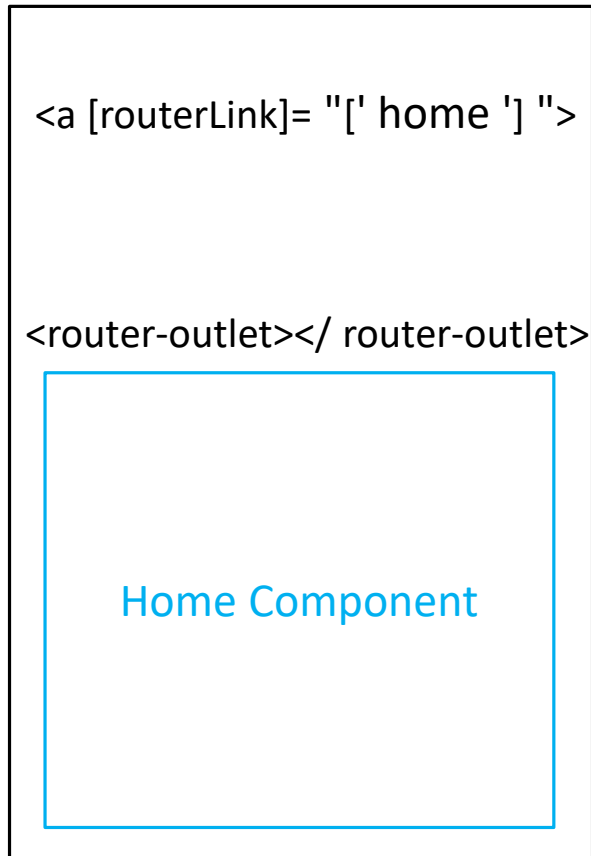 <a [routerLink]= "[' home '] ">
<router-outlet></ router-outlet>
Home Component